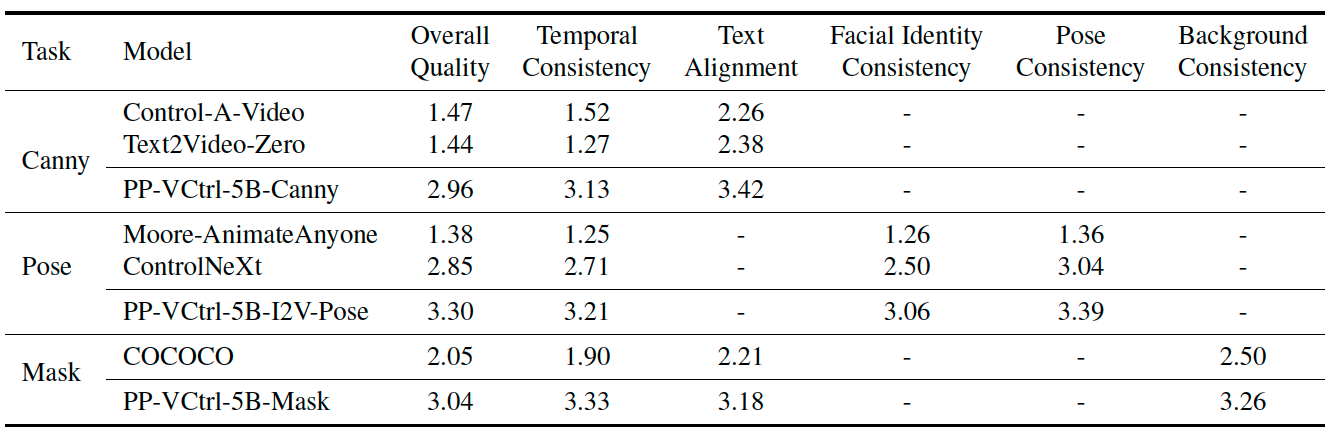 Task Model Overall Quality Temporal Consistency Text Alignment Facial Identity Consistency Pose Consistency Background Consistency
Canny
Control-A-Video 1.47 1.52 2.26 - - -
Text2Video-Zero 1.44 1.27 2.38 - - -
PP-VCtrl-5B-Canny 2.96 3.13 3.42 - - -
Pose
Moore-AnimateAnyone 1.38 1.25 - 1.26 1.36 -
ControlNeXt 2.85 2.71 - 2.50 3.04 -
PP-VCtrl-5B-I2V-Pose 3.30 3.21 - 3.06 3.39 -
Mask
COCOCO 2.05 1.90 2.21 - - 2.50
PP-VCtrl-5B-Mask 3.04 3.33 3.18 - - 3.26